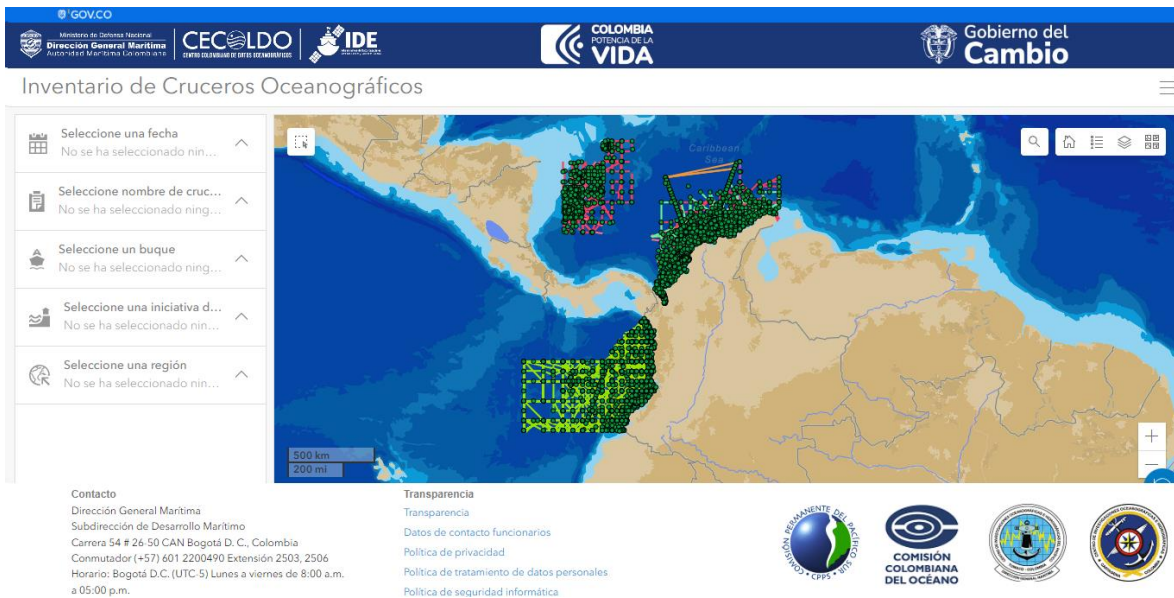 GOV.CO
Ministerio de Defensa Nacional
Dirección General Marítima
Autoridad Marítima Colombiana
CECOLDO
CENTRO COLOMBIANO DE DATOS OCEANOGRÁFICOS
IDE
COLOMBIA
POTENCIA DE LA
VIDA
Gobierno del
Cambio
Inventario de Cruceros Oceanográficos
Seleccione una fecha
No se ha seleccionado nin...
Seleccione nombre de cruc...
No se ha seleccionado ning...
Seleccione un buque
No se ha seleccionado ning...
Seleccione una iniciativa d...
No se ha seleccionado nin...
Seleccione una región
No se ha seleccionado nin...
Caribbean
Sea
500 km
200 mi
Contacto
Dirección General Marítima
Subdirección de Desarrollo Marítimo
Carrera 54 # 26-50 CAN Bogotá D. C., Colombia
Conmutador (+57) 601 2200490 Extensión 2503, 2506
Horario: Bogotá D.C. (UTC-5) Lunes a viernes de 8:00 a.m.
a 05:00 p.m.
Transparencia
Transparencia
Datos de contacto funcionarios
Política de privacidad
Política de tratamiento de datos personales
Política de seguridad informática
COMISIÓN PERMANENTE DEL PACÍFICO SUR
CPPS
COMISIÓN
COLOMBIANA
DEL OCÉANO